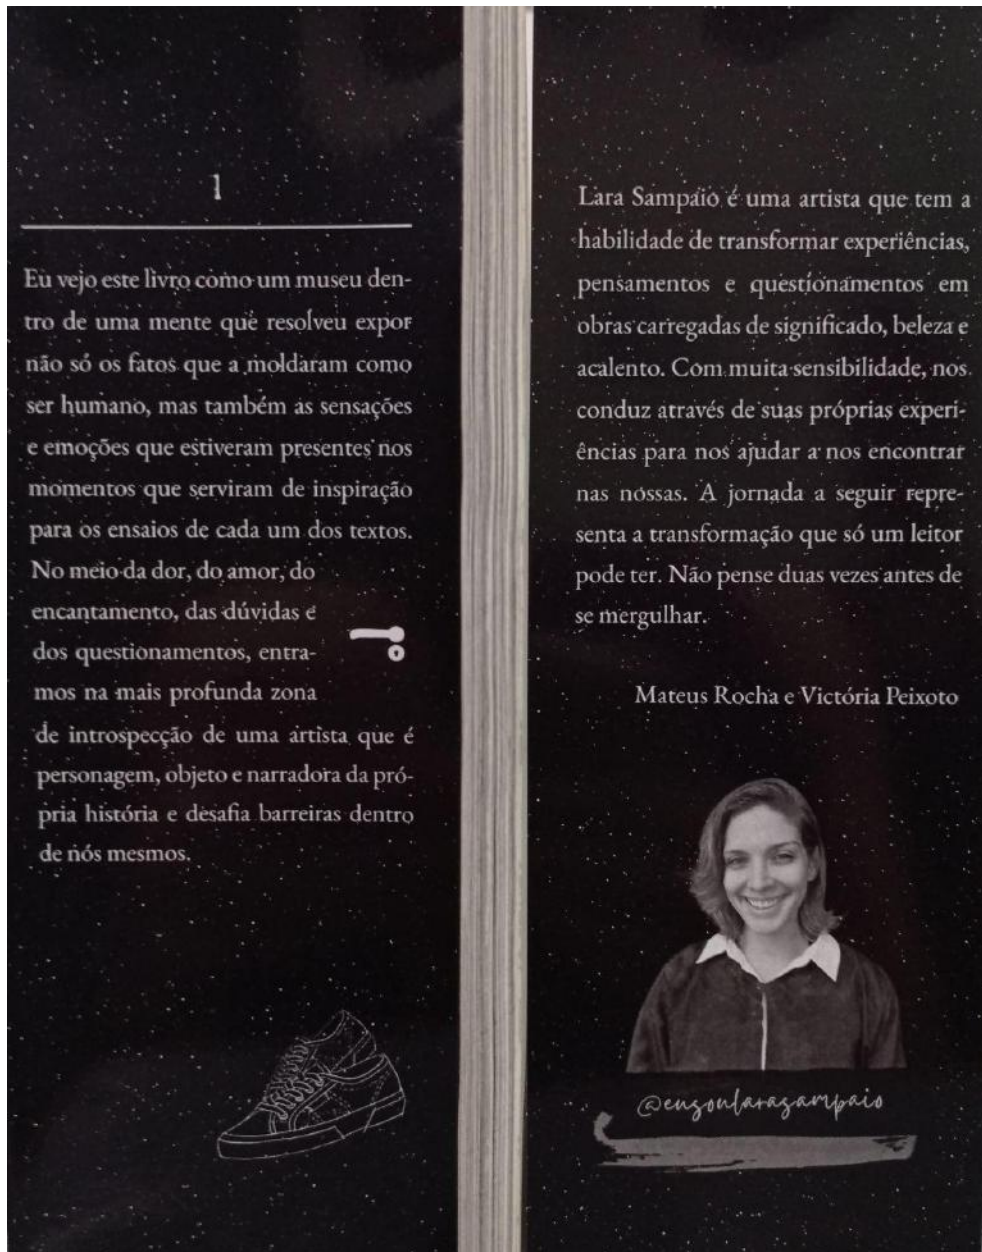 1
Eu vejo este livro como um museu den-
tro de uma mente que resolveu expor
não só os fatos que a moldaram como
ser humano, mas também as sensações
e emoções que estiveram presentes nos
momentos que serviram de inspiração
para os ensaios de cada um dos textos.
No meio da dor, do amor, do
encantamento, das dúvidas e
dos questionamentos, entra-
mos na mais profunda zona
de introspecção de uma artista que é
personagem, objeto e narradora da pró-
pria história e desafia barreiras dentro
de nós mesmos.
Lara Sampaio é uma artista que tem a
habilidade de transformar experiências,
pensamentos e questionamentos em
obras carregadas de significado, beleza e
acalento. Com muita sensibilidade, nos
conduz através de suas próprias experi-
ências para nos ajudar a nos encontrar
nas nossas. A jornada a seguir repre-
senta a transformação que só um leitor
pode ter. Não pense duas vezes antes de
se mergulhar.
Mateus Rocha e Victória Peixoto
@eusoularasampaio